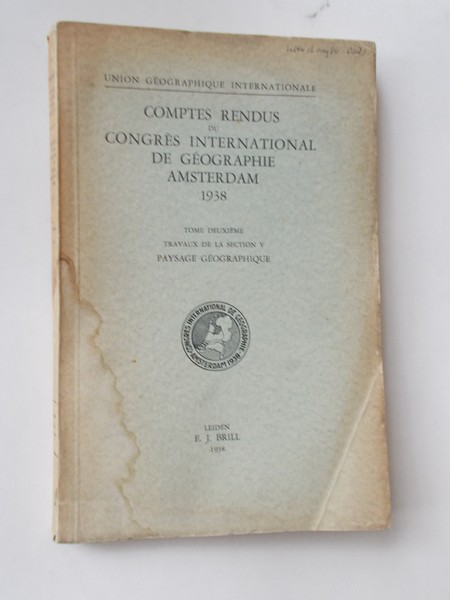 UNION GÉOGRAPHIQUE INTERNATIONALE
COMPTES RENDUS
DU
CONGRÈS INTERNATIONAL
DE GÉOGRAPHIE
AMSTERDAM
1938
TOME DEUXIÈME
TRAVAUX DE LA SECTION V
PAYSAGE GÉOGRAPHIQUE
CONGRÈS INTERNATIONAL DE GÉOGRAPHIE
AMSTERDAM 1938
LEIDEN
E. J. BRILL
1938